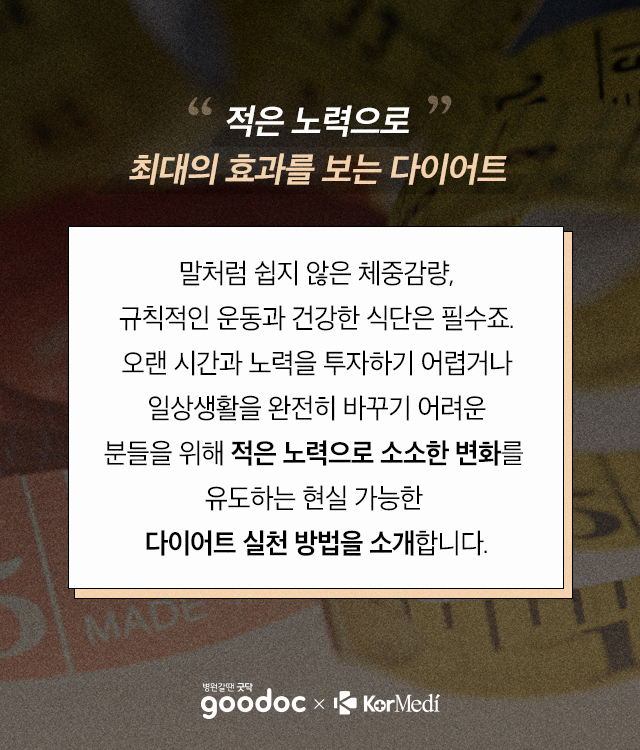 “ 적은 노력으로 ”
최대의 효과를 보는 다이어트
말처럼 쉽지 않은 체중감량,
규칙적인 운동과 건강한 식단은 필수죠.
오랜 시간과 노력을 투자하기 어렵거나
일상생활을 완전히 바꾸기 어려운
분들을 위해 적은 노력으로 소소한 변화를
유도하는 현실 가능한
다이어트 실천 방법을 소개합니다.
5
MADE
5
병원갈땐 굿닥
goodoc × KorMedi